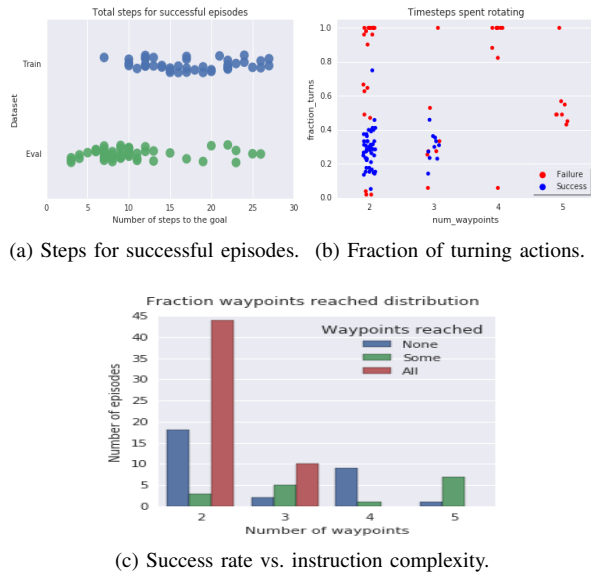 Total steps for successful episodes
Train
Eval
Dataset
0 5 10 15 20 25 30
Number of steps to the goal
Timesteps spent rotating
1.0
0.8
0.6
0.4
0.2
0.0
fraction_turns
2 3 4 5
num_waypoints
Failure
Success
(a) Steps for successful episodes. (b) Fraction of turning actions.
Fraction waypoints reached distribution
45
40
35
30
25
20
15
10
5
0
Number of episodes
Waypoints reached
None
Some
All
2 3 4 5
Number of waypoints
(c) Success rate vs. instruction complexity.